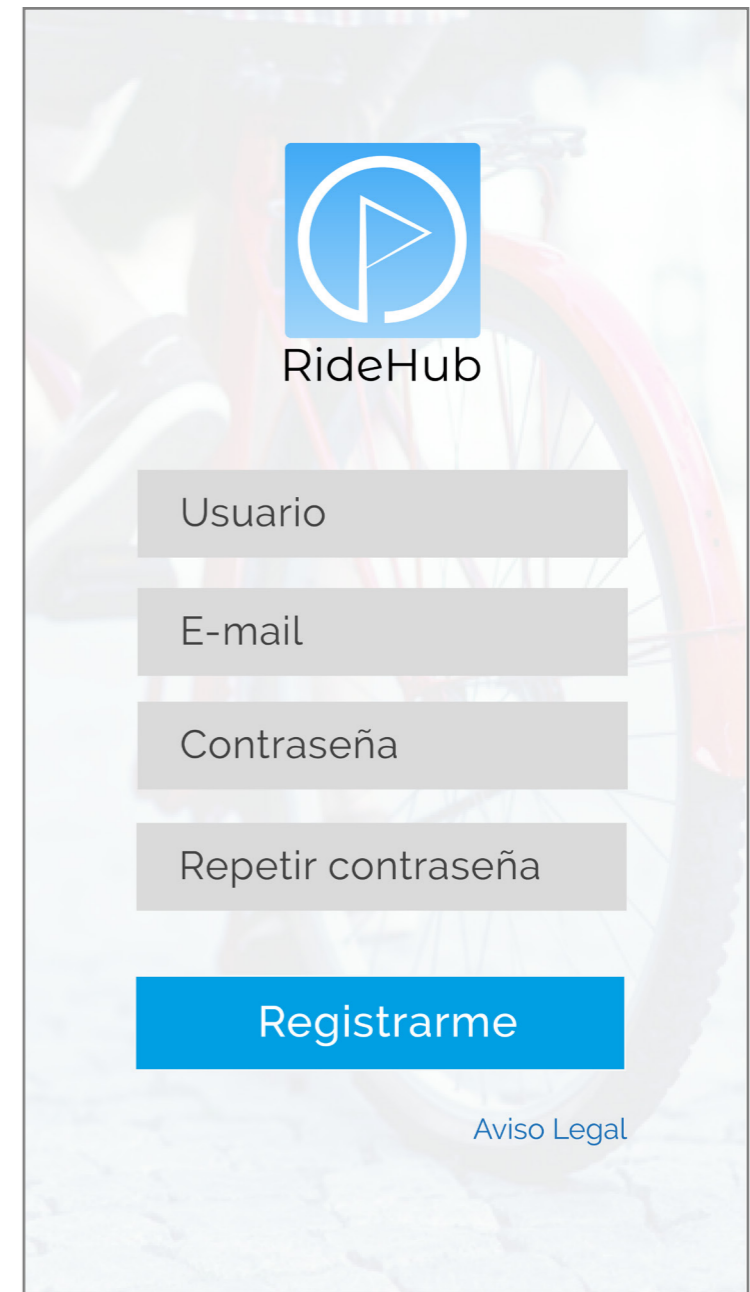 RideHub
Usuario
E-mail
Contraseña
Repetir contraseña
Registrarme
Aviso Legal